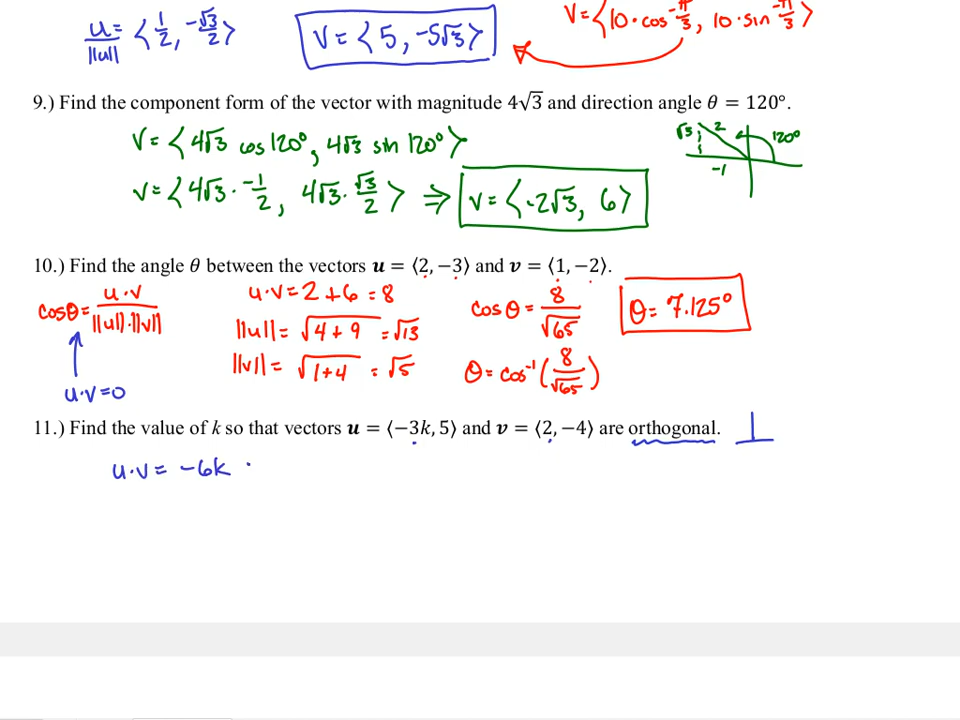 u/||u|| = ⟨1/2, -√3/2⟩ v = ⟨5, -5√3⟩ v = ⟨10·cos -π/3, 10·sin -π/3⟩
9.) Find the component form of the vector with magnitude 4√3 and direction angle θ = 120°.
v = ⟨4√3 cos 120°, 4√3 sin 120°⟩ √3 2 120°
-1
v = ⟨4√3 · -1/2, 4√3 · √3/2⟩ ⇒ v = ⟨-2√3, 6⟩
10.) Find the angle θ between the vectors u = ⟨2, −3⟩ and v = ⟨1, −2⟩.
cosθ = u·v/||u||·||v|| u·v = 2 + 6 = 8 cosθ = 8/√65 θ = 7.125°
||u|| = √4 + 9 = √13
||v|| = √1 + 4 = √5 θ = cos⁻¹(8/√65)
u·v = 0
11.) Find the value of k so that vectors u = ⟨−3k, 5⟩ and v = ⟨2, −4⟩ are orthogonal. ⊥
u·v = -6k